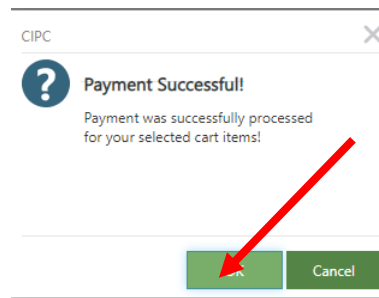 CIPC
Payment Successful!
Payment was successfully processed
for your selected cart items!
Cancel